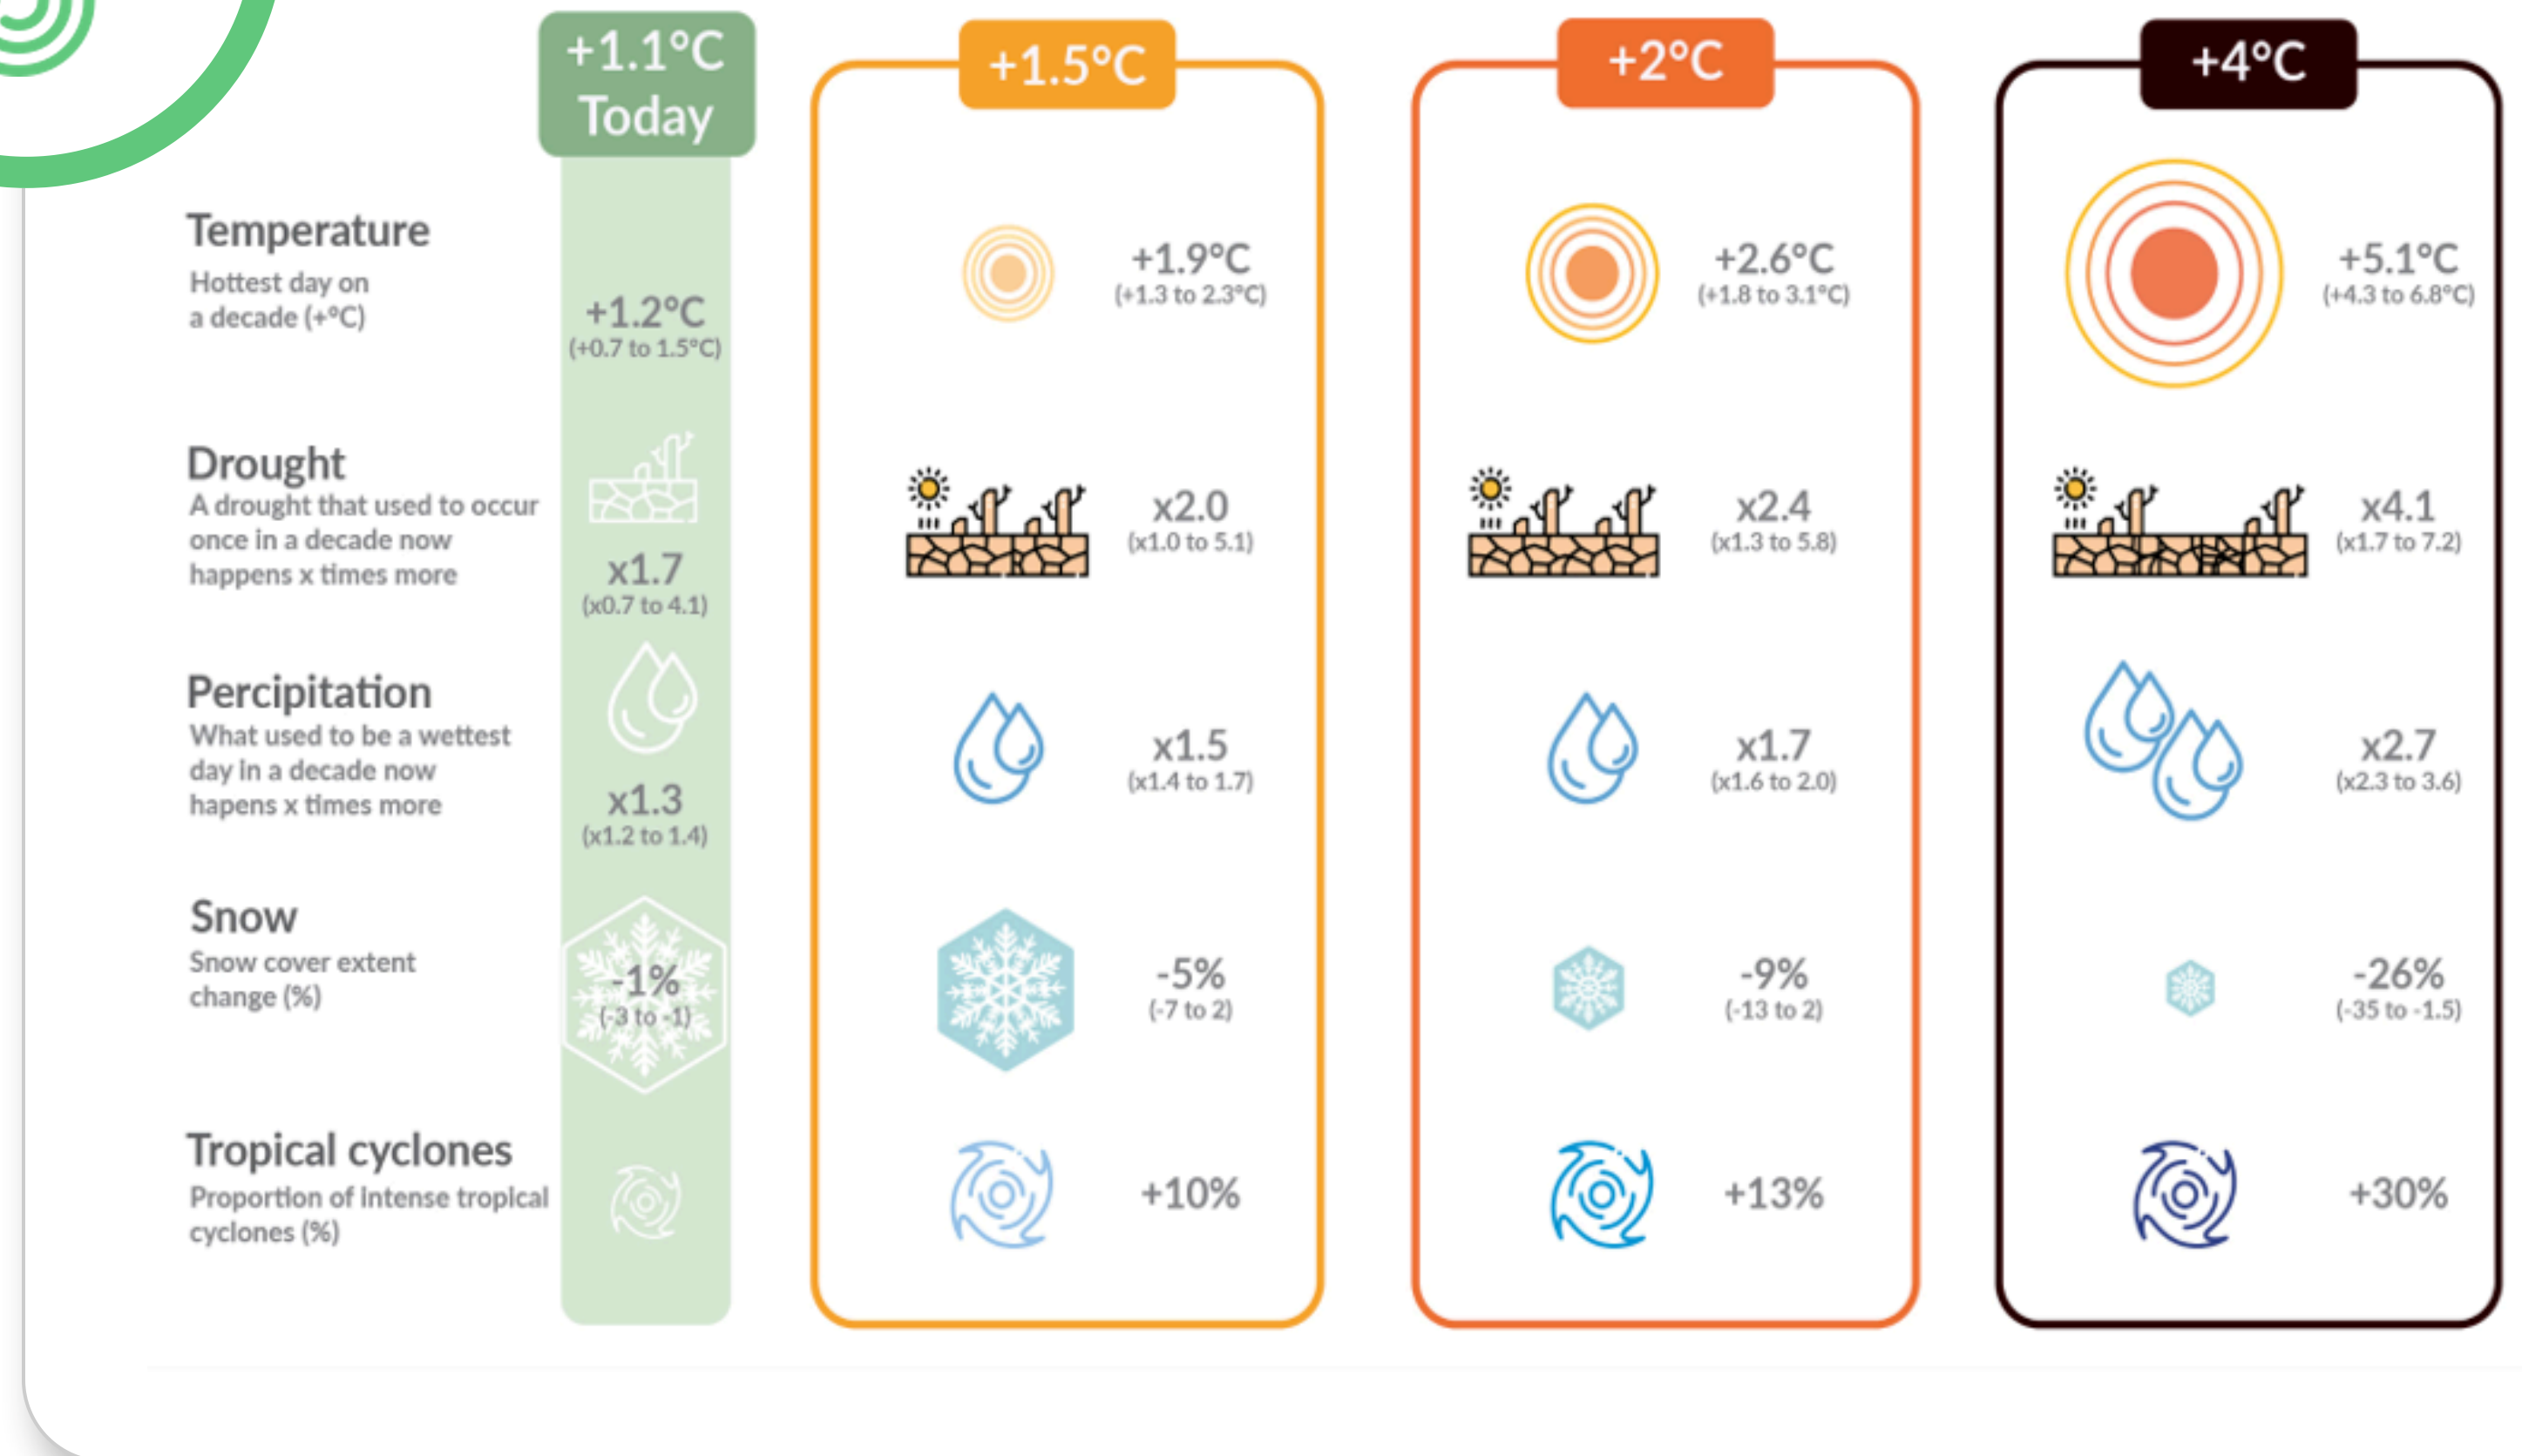 +1.1°C
Today
+1.5°C
+2°C
+4°C
Temperature
Hottest day on
a decade (+°C)
+1.2°C
(+0.7 to 1.5°C)
+1.9°C
(+1.3 to 2.3°C)
+2.6°C
(+1.8 to 3.1°C)
+5.1°C
(+4.3 to 6.8°C)
Drought
A drought that used to occur
once in a decade now
happens x times more
x1.7
(x0.7 to 4.1)
x2.0
(x1.0 to 5.1)
x2.4
(x1.3 to 5.8)
x4.1
(x1.7 to 7.2)
Percipitation
What used to be a wettest
day in a decade now
hapens x times more
x1.3
(x1.2 to 1.4)
x1.5
(x1.4 to 1.7)
x1.7
(x1.6 to 2.0)
x2.7
(x2.3 to 3.6)
Snow
Snow cover extent
change (%)
-1%
(-3 to -1)
-5%
(-7 to 2)
-9%
(-13 to 2)
-26%
(-35 to -1.5)
Tropical cyclones
Proportion of intense tropical
cyclones (%)
+10%
+13%
+30%